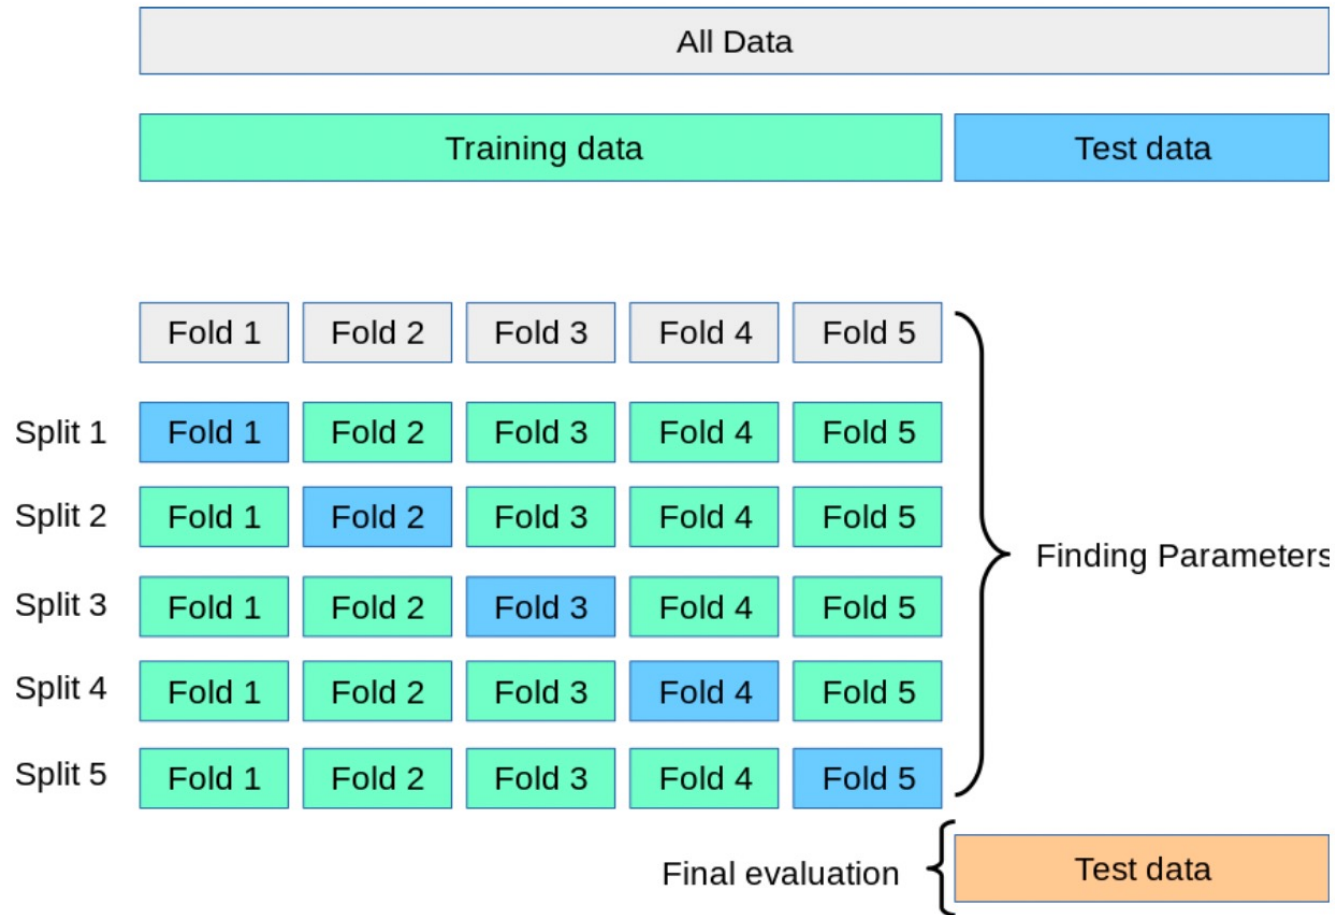 All Data
Training data Test data
Fold 1 Fold 2 Fold 3 Fold 4 Fold 5
Split 1 Fold 1 Fold 2 Fold 3 Fold 4 Fold 5
Split 2 Fold 1 Fold 2 Fold 3 Fold 4 Fold 5
Finding Parameters
Split 3 Fold 1 Fold 2 Fold 3 Fold 4 Fold 5
Split 4 Fold 1 Fold 2 Fold 3 Fold 4 Fold 5
Split 5 Fold 1 Fold 2 Fold 3 Fold 4 Fold 5
Final evaluation Test data